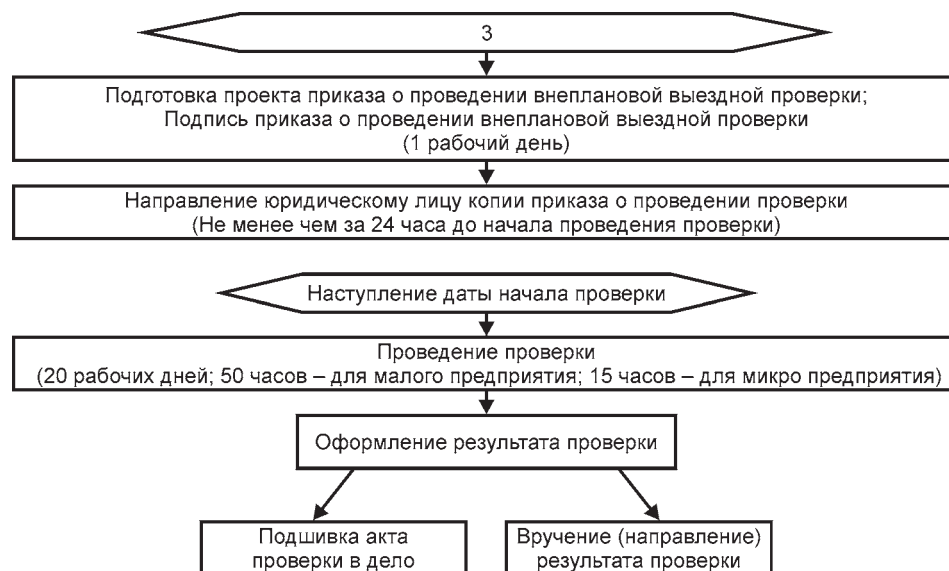 3
Подготовка проекта приказа о проведении внеплановой выездной проверки;
Подпись приказа о проведении внеплановой выездной проверки
(1 рабочий день)
Направление юридическому лицу копии приказа о проведении проверки
(Не менее чем за 24 часа до начала проведения проверки)
Наступление даты начала проверки
Проведение проверки
(20 рабочих дней; 50 часов – для малого предприятия; 15 часов – для микро предприятия)
Оформление результата проверки
Подшивка акта
проверки в дело
Вручение (направление)
результата проверки